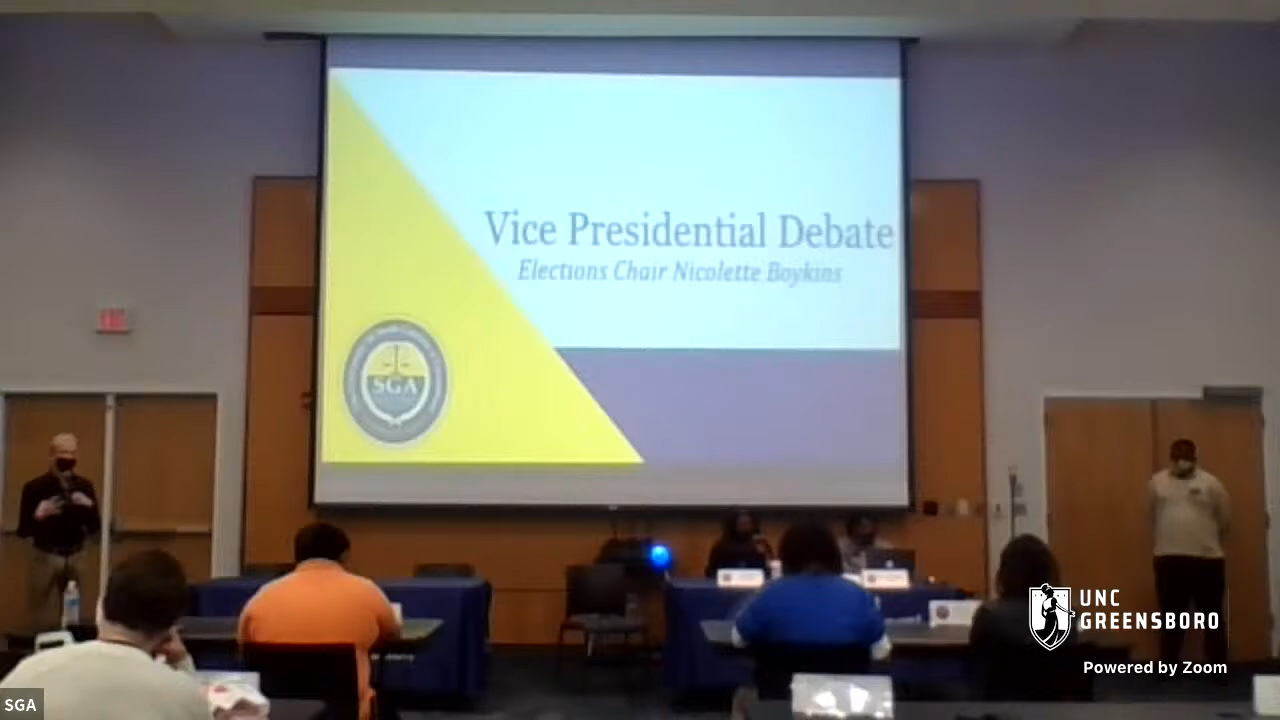 Vice Presidential Debate
Elections Chair Nicolette Boykins
SGA
UNC
GREENSBORO
Powered by Zoom
SGA